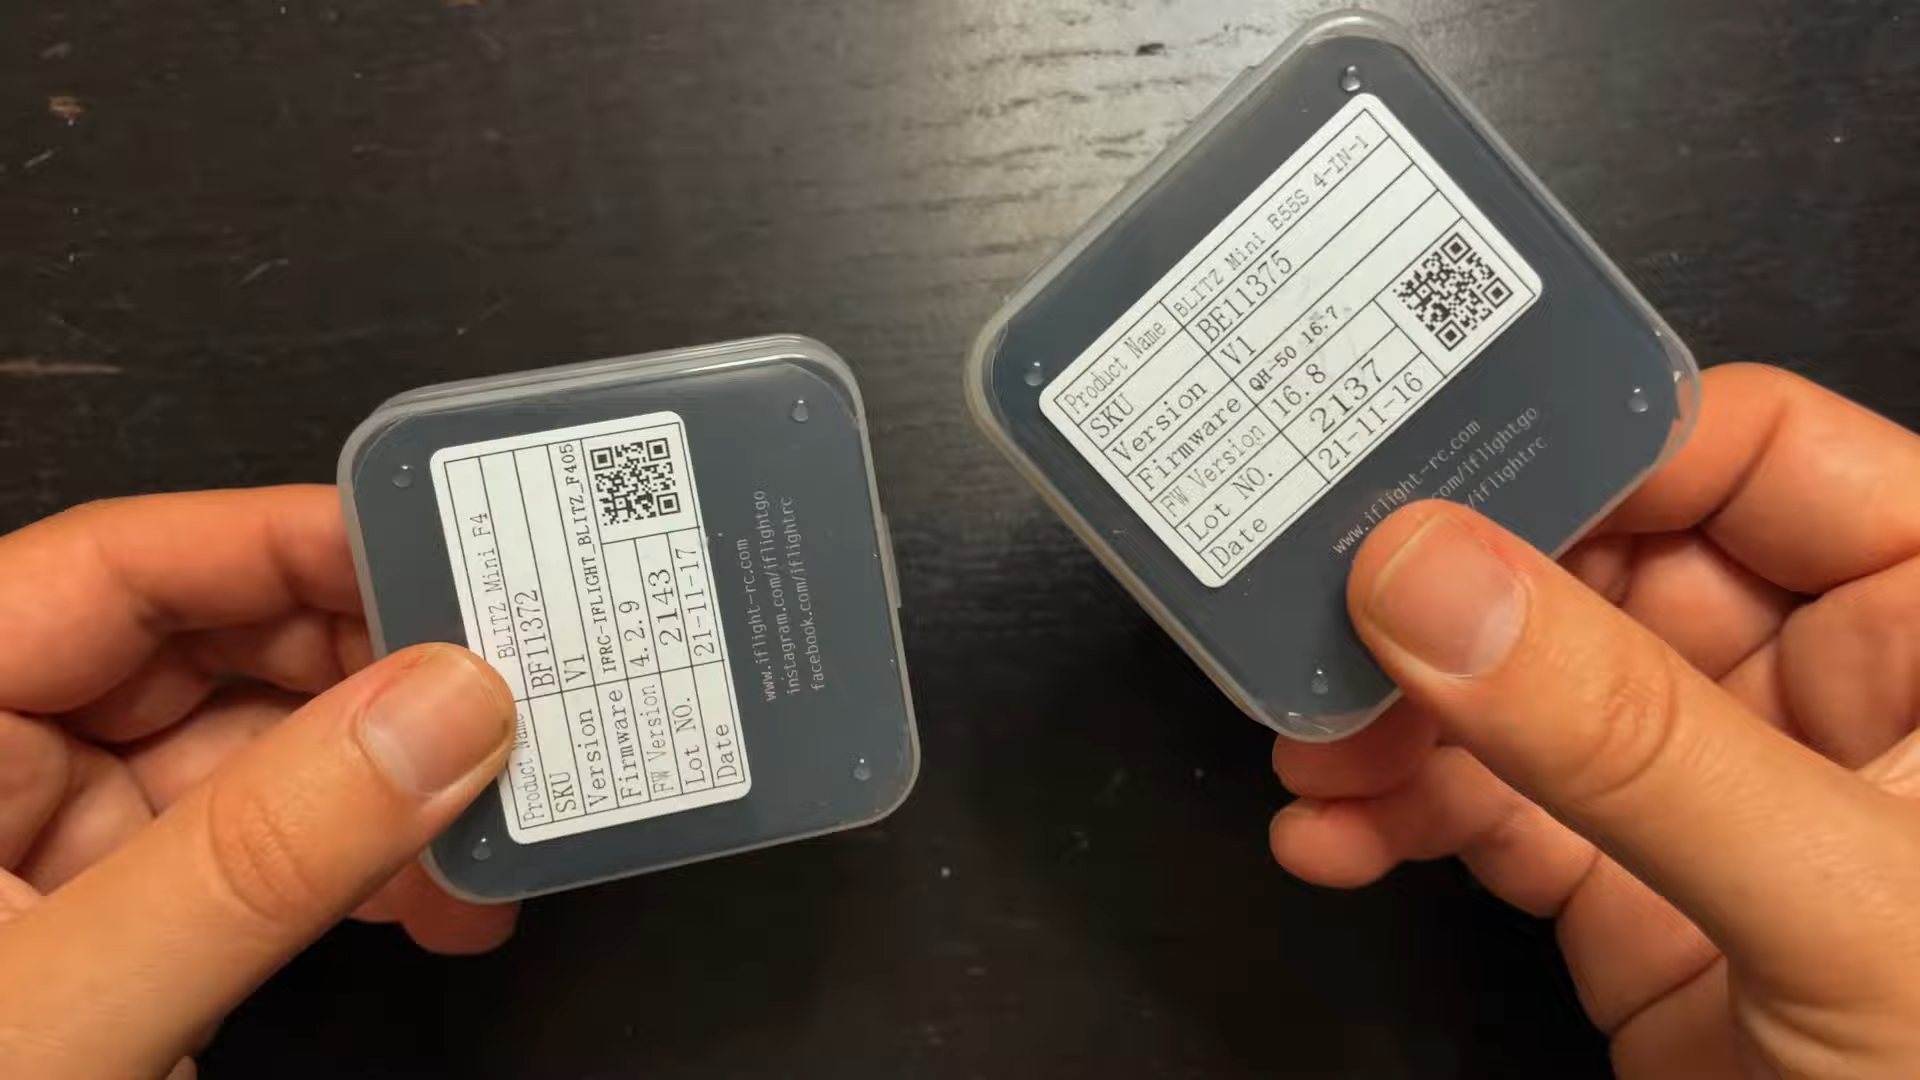 Product Name BLITZ Mini F4
SKU BF11372
Version V1
Firmware IFRC-IFLIGHT_BLITZ_F405
FW Version 4.2.9
Lot NO. 2143
Date 21-11-17
www.iflight-rc.com
instagram.com/iflightgo
facebook.com/iflightrc
Product Name BLITZ Mini E55S 4-IN-1
SKU BE11375
Version V1
Firmware QH-50 16.7
FW Version 16.8
Lot NO. 2137
Date 21-11-16
www.iflight-rc.com
.com/iflightgo
/iflightrc